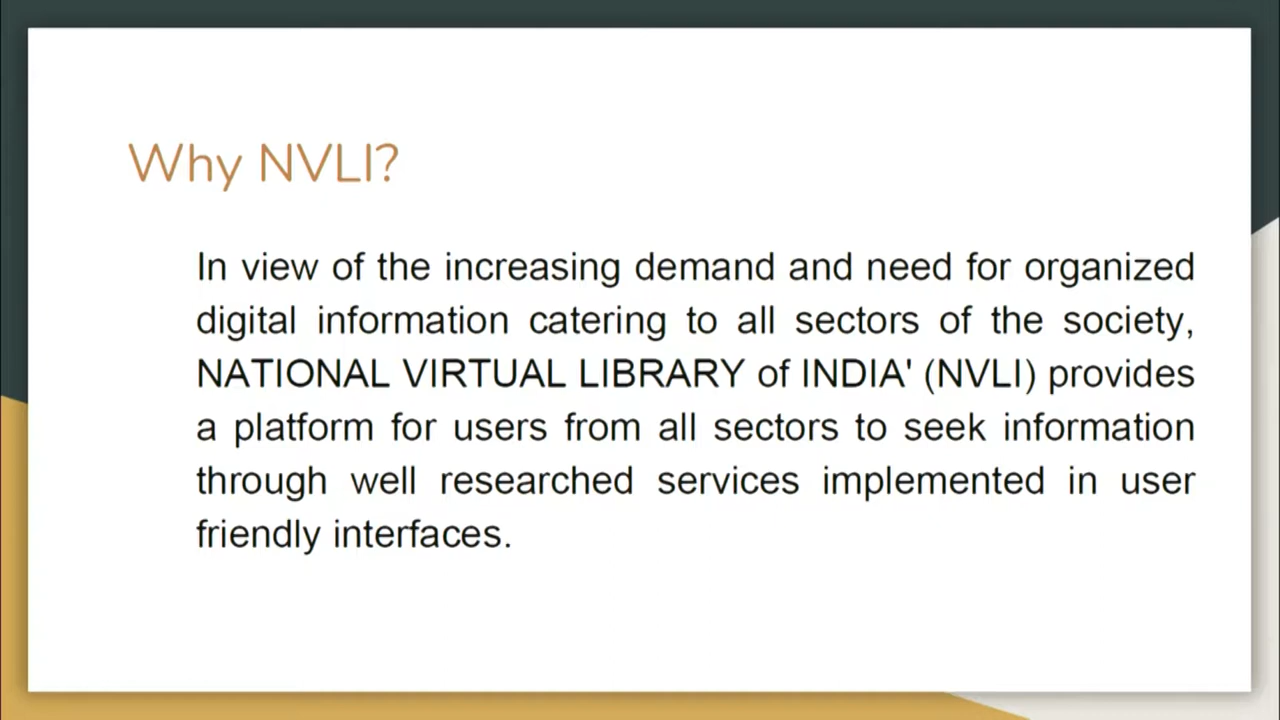 Why NVLI?
In view of the increasing demand and need for organized
digital information catering to all sectors of the society,
NATIONAL VIRTUAL LIBRARY of INDIA' (NVLI) provides
a platform for users from all sectors to seek information
through well researched services implemented in user
friendly interfaces.